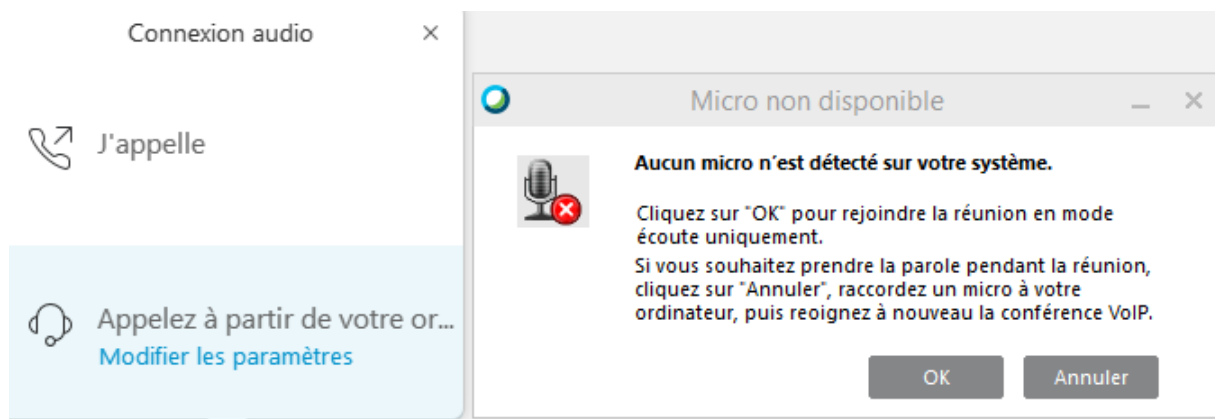 Connexion audio
J'appelle
Appelez à partir de votre or...
Modifier les paramètres
Micro non disponible
Aucun micro n'est détecté sur votre système.
Cliquez sur "OK" pour rejoindre la réunion en mode
écoute uniquement.
Si vous souhaitez prendre la parole pendant la réunion,
cliquez sur "Annuler", raccordez un micro à votre
ordinateur, puis reoignez à nouveau la conférence VoIP.
OK
Annuler